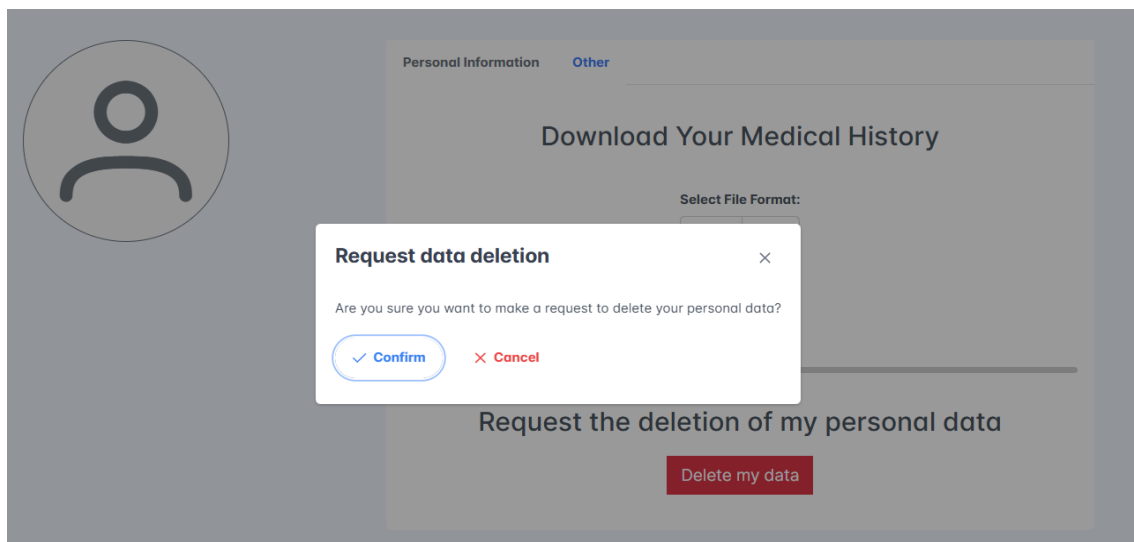 Personal Information Other
Download Your Medical History
Select File Format:
Request data deletion
Are you sure you want to make a request to delete your personal data?
Confirm Cancel
Request the deletion of my personal data
Delete my data